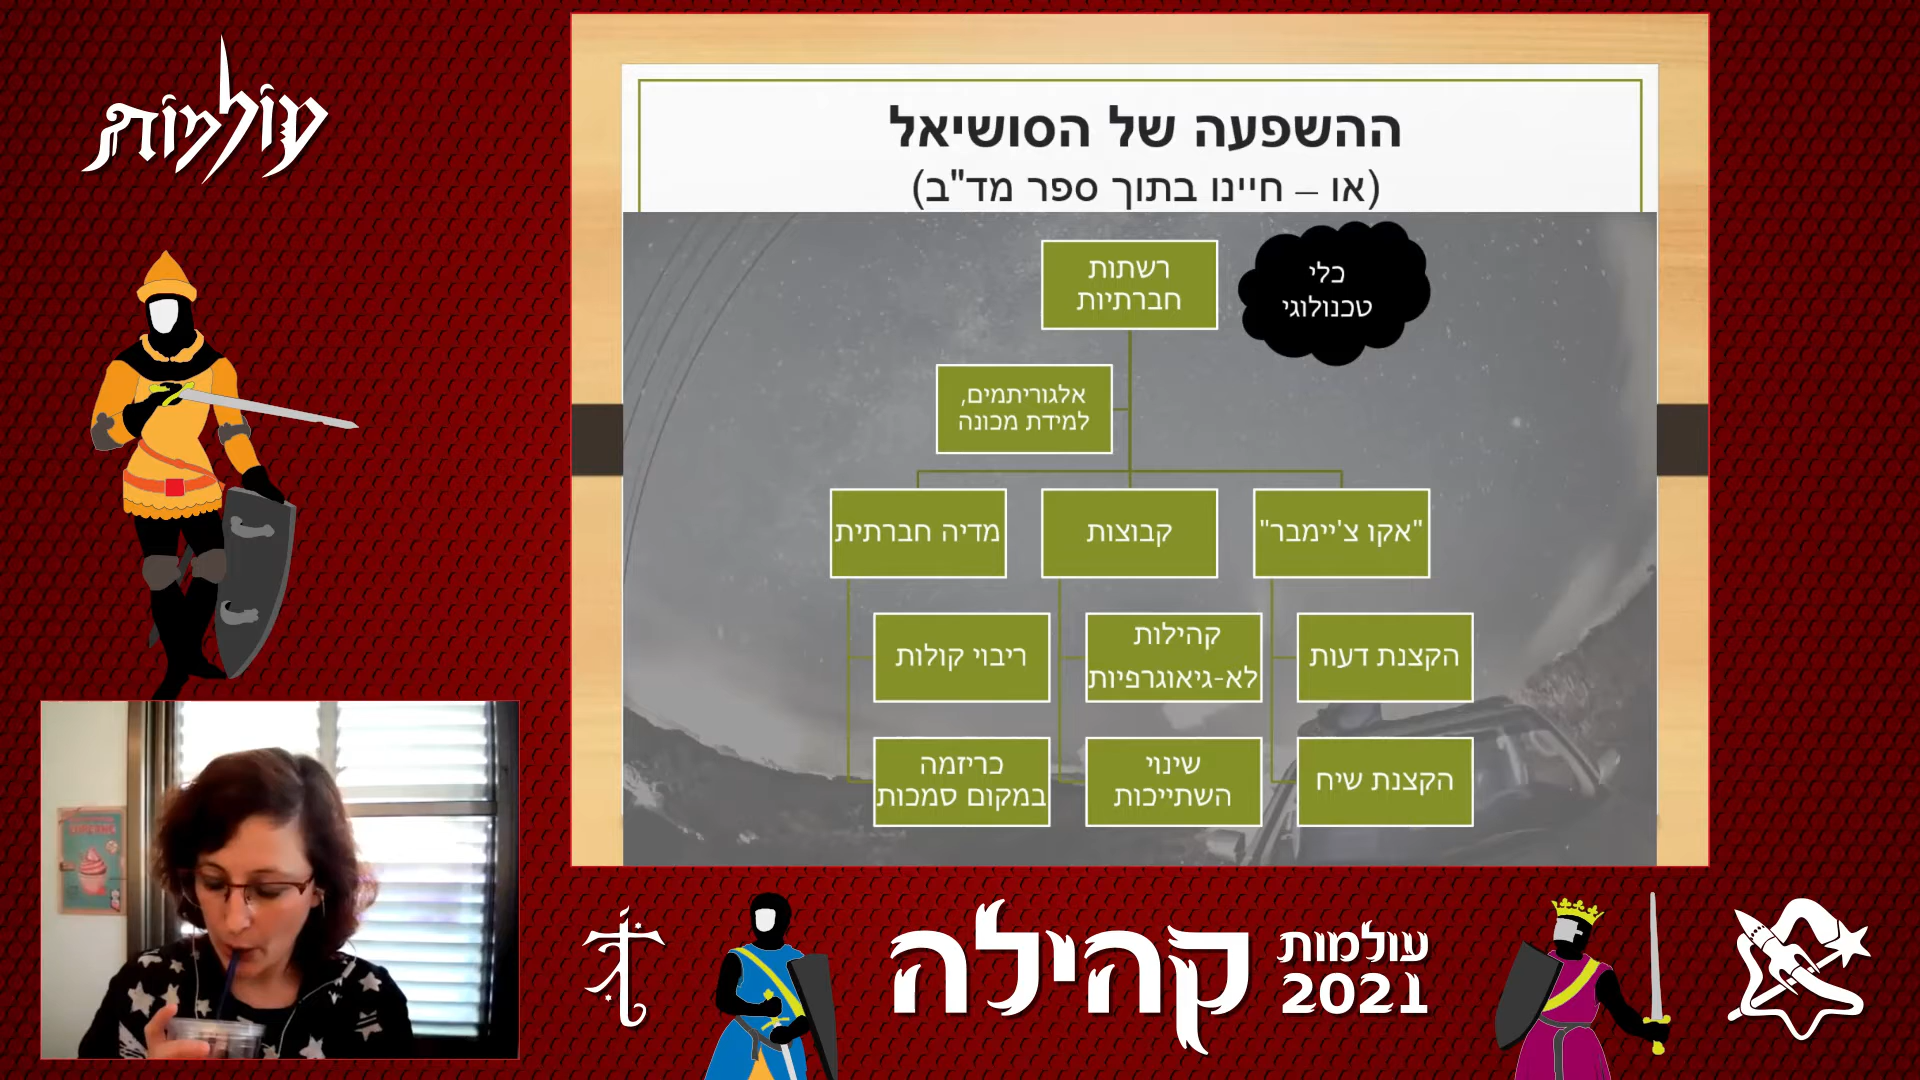 עולמות
ההשפעה של הסושיאל
(או – חיינו בתוך ספר מד"ב)
רשתות
חברתיות
כלי
טכנולוגי
אלגוריתמים,
למידת מכונה
"אקו צ'יימבר"
קבוצות
מדיה חברתית
הקצנת דעות
קהילות
לא-גיאוגרפיות
ריבוי קולות
הקצנת שיח
שינוי
השתייכות
כריזמה
במקום סמכות
עולמות
2021
קהילה